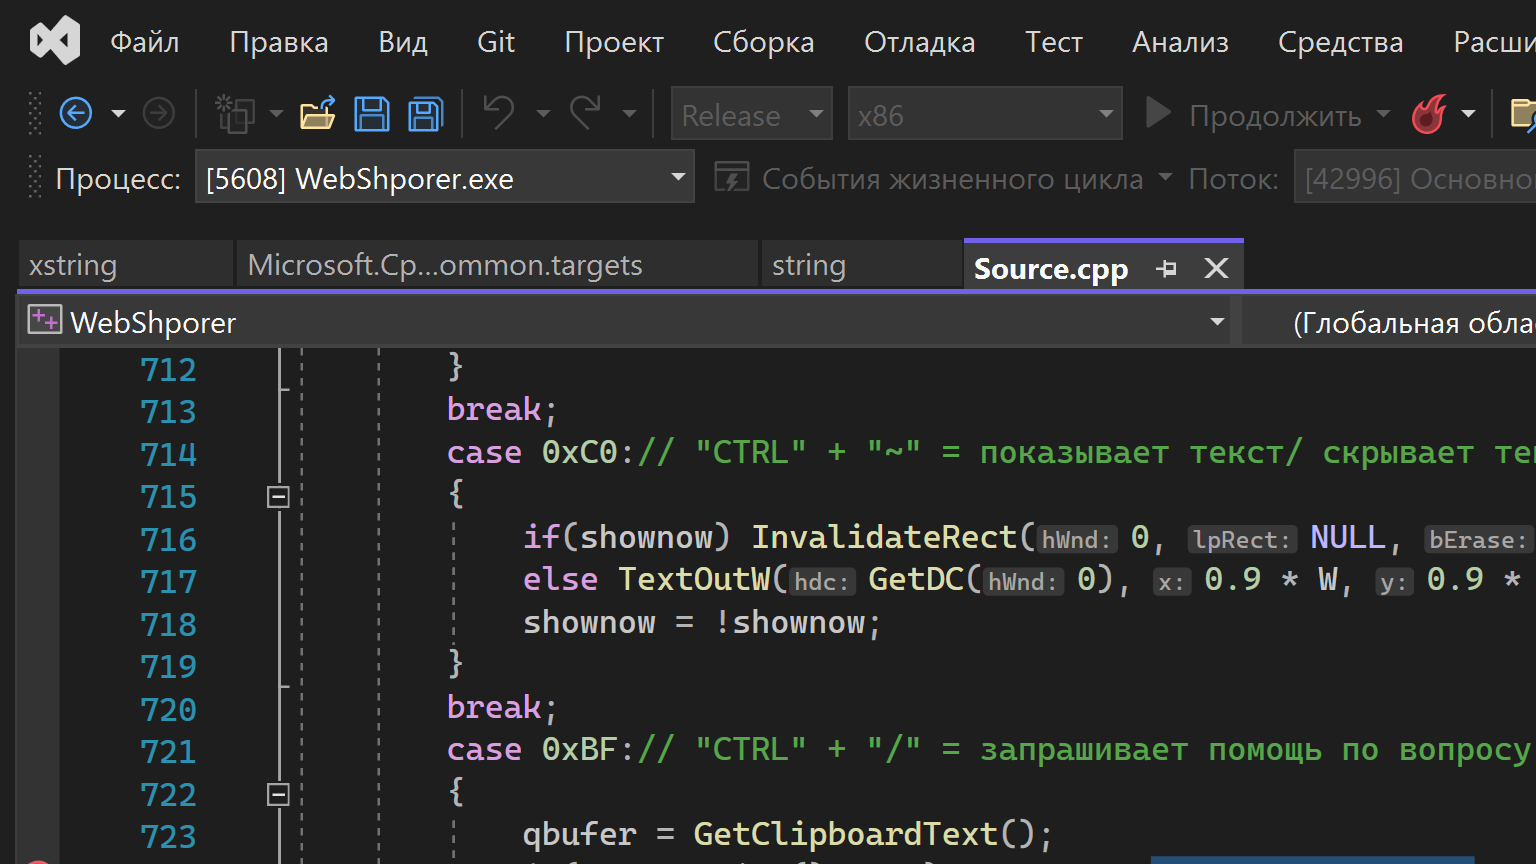 Файл Правка Вид Git Проект Сборка Отладка Тест Анализ Средства Расши
Release x86 Продолжить
Процесс: [5608] WebShporer.exe События жизненного цикла Поток: [42996] Основно
xstring Microsoft.Cp...ommon.targets string Source.cpp
WebShporer (Глобальная обла
712 }
713 break;
714 case 0xC0:// "CTRL" + "~" = показывает текст/ скрывает те
715 {
716 if(shownow) InvalidateRect(hWnd: 0, lpRect: NULL, bErase:
717 else TextOutW(hdc: GetDC(hWnd: 0), x: 0.9 * W, y: 0.9 *
718 shownow = !shownow;
719 }
720 break;
721 case 0xBF:// "CTRL" + "/" = запрашивает помощь по вопросу
722 {
723 qbufer = GetClipboardText();